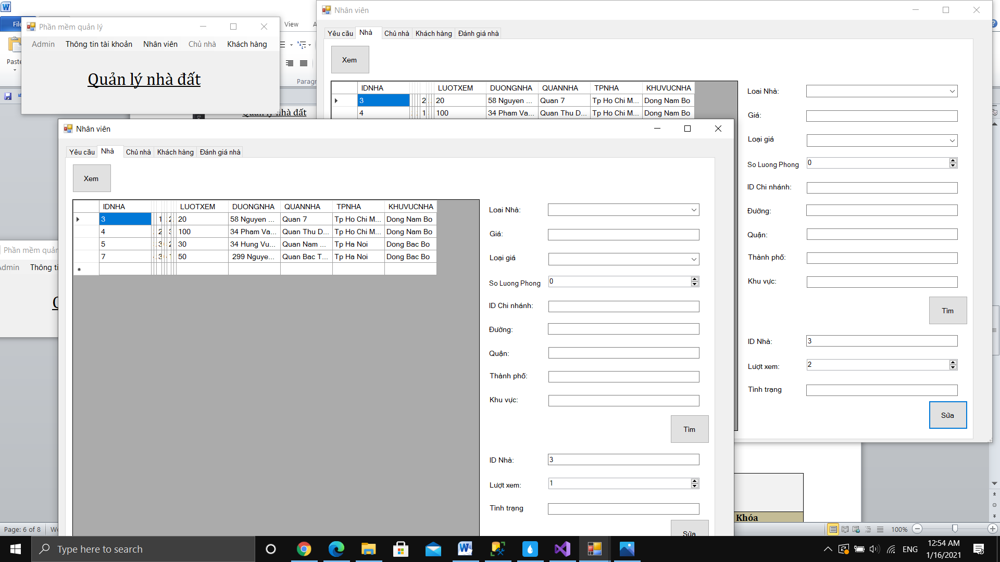 File
View
Paste
Paragr
Phần mềm quản lý
Admin Thông tin tài khoản Nhân viên Chủ nhà Khách hàng
Quản lý nhà đất
Quản lý nhà đất
Nhân viên
Yêu cầu Nhà Chủ nhà Khách hàng Đánh giá nhà
Xem
IDNHA LUOTXEM DUONGNHA QUANNHA TPNHA KHUVUCNHA
3 2 20 58 Nguyen ... Quan 7 Tp Ho Chi M... Dong Nam Bo
4 1 100 34 Pham Va... Quan Thu D... Tp Ho Chi M... Dong Nam Bo
Loai Nhà:
Giá:
Loại giá
So Luong Phong 0
ID Chi nhánh:
Đường:
Quận:
Thành phố:
Khu vực:
Tìm
ID Nhà: 3
Lượt xem: 2
Tình trạng
Sửa
Nhân viên
Yêu cầu Nhà Chủ nhà Khách hàng Đánh giá nhà
Xem
IDNHA LUOTXEM DUONGNHA QUANNHA TPNHA KHUVUCNHA
3 1 2 20 58 Nguyen ... Quan 7 Tp Ho Chi M... Dong Nam Bo
4 2 3 100 34 Pham Va... Quan Thu D... Tp Ho Chi M... Dong Nam Bo
5 3 2 30 34 Hung Vu... Quan Nam ... Tp Ha Noi Dong Bac Bo
7 3 50 299 Nguye... Quan Bac T... Tp Ha Noi Dong Bac Bo
Loai Nhà:
Giá:
Loại giá
So Luong Phong 0
ID Chi nhánh:
Đường:
Quận:
Thành phố:
Khu vực:
Tìm
ID Nhà: 3
Lượt xem: 1
Tình trạng
Sửa
Phần mềm quản
Admin Thông ti
Khóa
Page: 6 of 8
100%
Type here to search
ENG
12:54 AM
1/16/2021